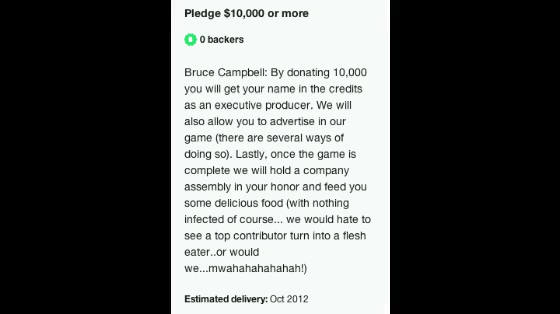 Pledge $10,000 or more
0 backers
Bruce Campbell: By donating 10,000
you will get your name in the credits
as an executive producer. We will
also allow you to advertise in our
game (there are several ways of
doing so). Lastly, once the game is
complete we will hold a company
assembly in your honor and feed you
some delicious food (with nothing
infected of course... we would hate to
see a top contributor turn into a flesh
eater..or would
we...mwahahahahahah!)
Estimated delivery: Oct 2012